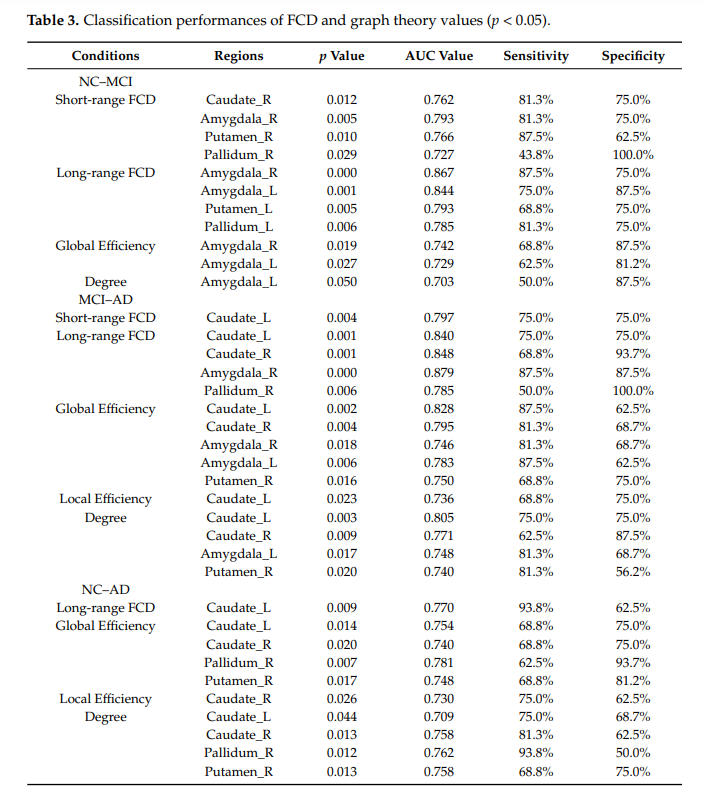 Table 3. Classification performances of FCD and graph theory values (p < 0.05).
Conditions Regions p Value AUC Value Sensitivity Specificity
NC–MCI
Short-range FCD Caudate_R 0.012 0.762 81.3% 75.0%
Amygdala_R 0.005 0.793 81.3% 75.0%
Putamen_R 0.010 0.766 87.5% 62.5%
Pallidum_R 0.029 0.727 43.8% 100.0%
Long-range FCD Amygdala_R 0.000 0.867 87.5% 75.0%
Amygdala_L 0.001 0.844 75.0% 87.5%
Putamen_L 0.005 0.793 68.8% 75.0%
Pallidum_L 0.006 0.785 81.3% 75.0%
Global Efficiency Amygdala_R 0.019 0.742 68.8% 87.5%
Amygdala_L 0.027 0.729 62.5% 81.2%
Degree Amygdala_L 0.050 0.703 50.0% 87.5%
MCI–AD
Short-range FCD Caudate_L 0.004 0.797 75.0% 75.0%
Long-range FCD Caudate_L 0.001 0.840 75.0% 75.0%
Caudate_R 0.001 0.848 68.8% 93.7%
Amygdala_R 0.000 0.879 87.5% 87.5%
Pallidum_R 0.006 0.785 50.0% 100.0%
Global Efficiency Caudate_L 0.002 0.828 87.5% 62.5%
Caudate_R 0.004 0.795 81.3% 68.7%
Amygdala_R 0.018 0.746 81.3% 68.7%
Amygdala_L 0.006 0.783 87.5% 62.5%
Putamen_R 0.016 0.750 68.8% 75.0%
Local Efficiency Caudate_L 0.023 0.736 68.8% 75.0%
Degree Caudate_L 0.003 0.805 75.0% 75.0%
Caudate_R 0.009 0.771 62.5% 87.5%
Amygdala_L 0.017 0.748 81.3% 68.7%
Putamen_R 0.020 0.740 81.3% 56.2%
NC–AD
Long-range FCD Caudate_L 0.009 0.770 93.8% 62.5%
Global Efficiency Caudate_L 0.014 0.754 68.8% 75.0%
Caudate_R 0.020 0.740 68.8% 75.0%
Pallidum_R 0.007 0.781 62.5% 93.7%
Putamen_R 0.017 0.748 68.8% 81.2%
Local Efficiency Caudate_R 0.026 0.730 75.0% 62.5%
Degree Caudate_L 0.044 0.709 75.0% 68.7%
Caudate_R 0.013 0.758 81.3% 62.5%
Pallidum_R 0.012 0.762 93.8% 50.0%
Putamen_R 0.013 0.758 68.8% 75.0%